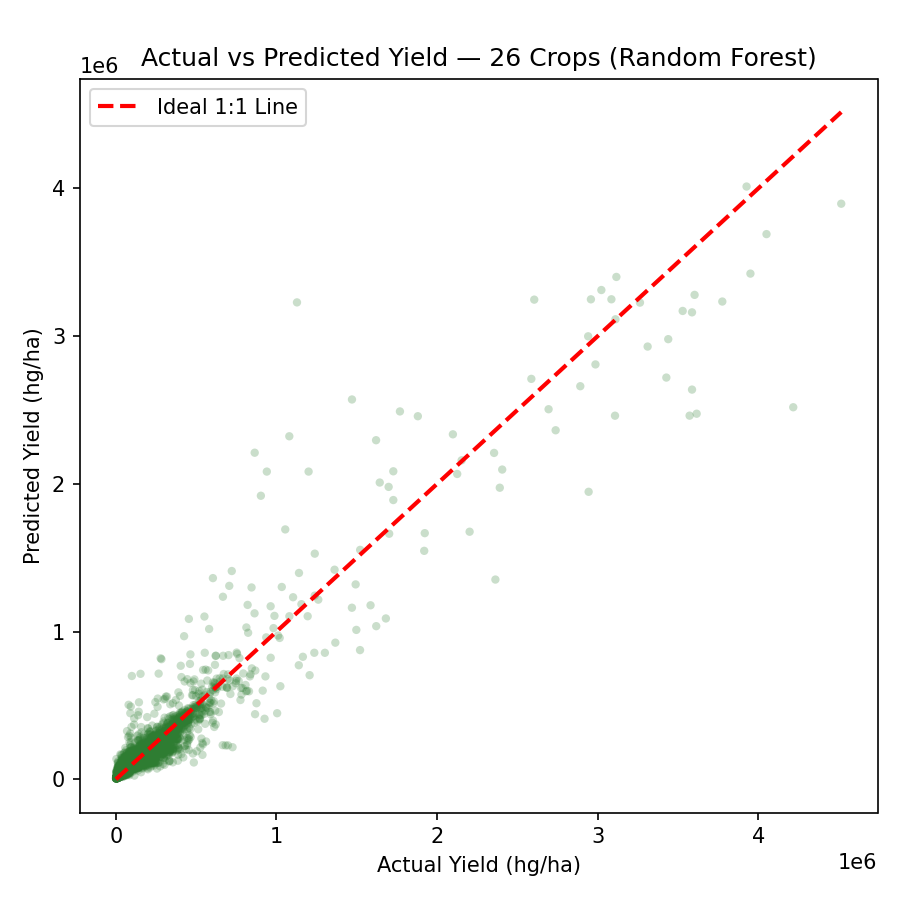 Actual vs Predicted Yield — 26 Crops (Random Forest)
1e6
Ideal 1:1 Line
4
3
2
1
0
Predicted Yield (hg/ha)
0 1 2 3 4
1e6
Actual Yield (hg/ha)